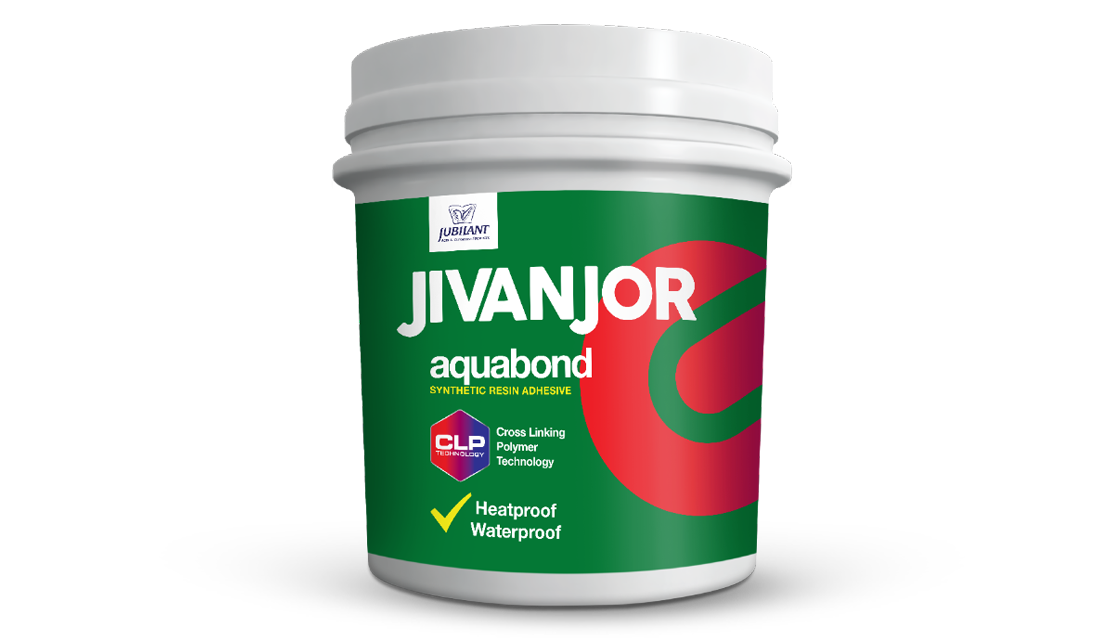 JUBILANT
JIVANJOR
aquabond
SYNTHETIC RESIN ADHESIVE
CLP
TECHNOLOGY
Cross Linking
Polymer
Technology
Heatproof
Waterproof